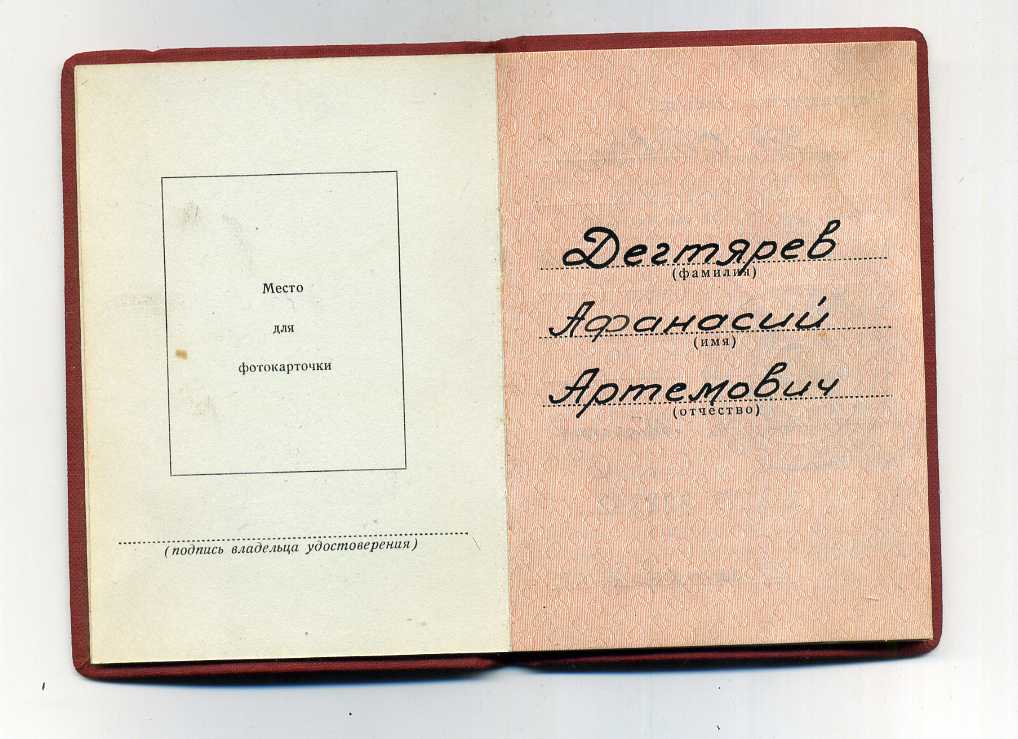 Место
для
фотокарточки
(подпись владельца удостоверения)
Дегтярев
(фамилия)
Афанасий
(имя)
Артемович
(отчество)